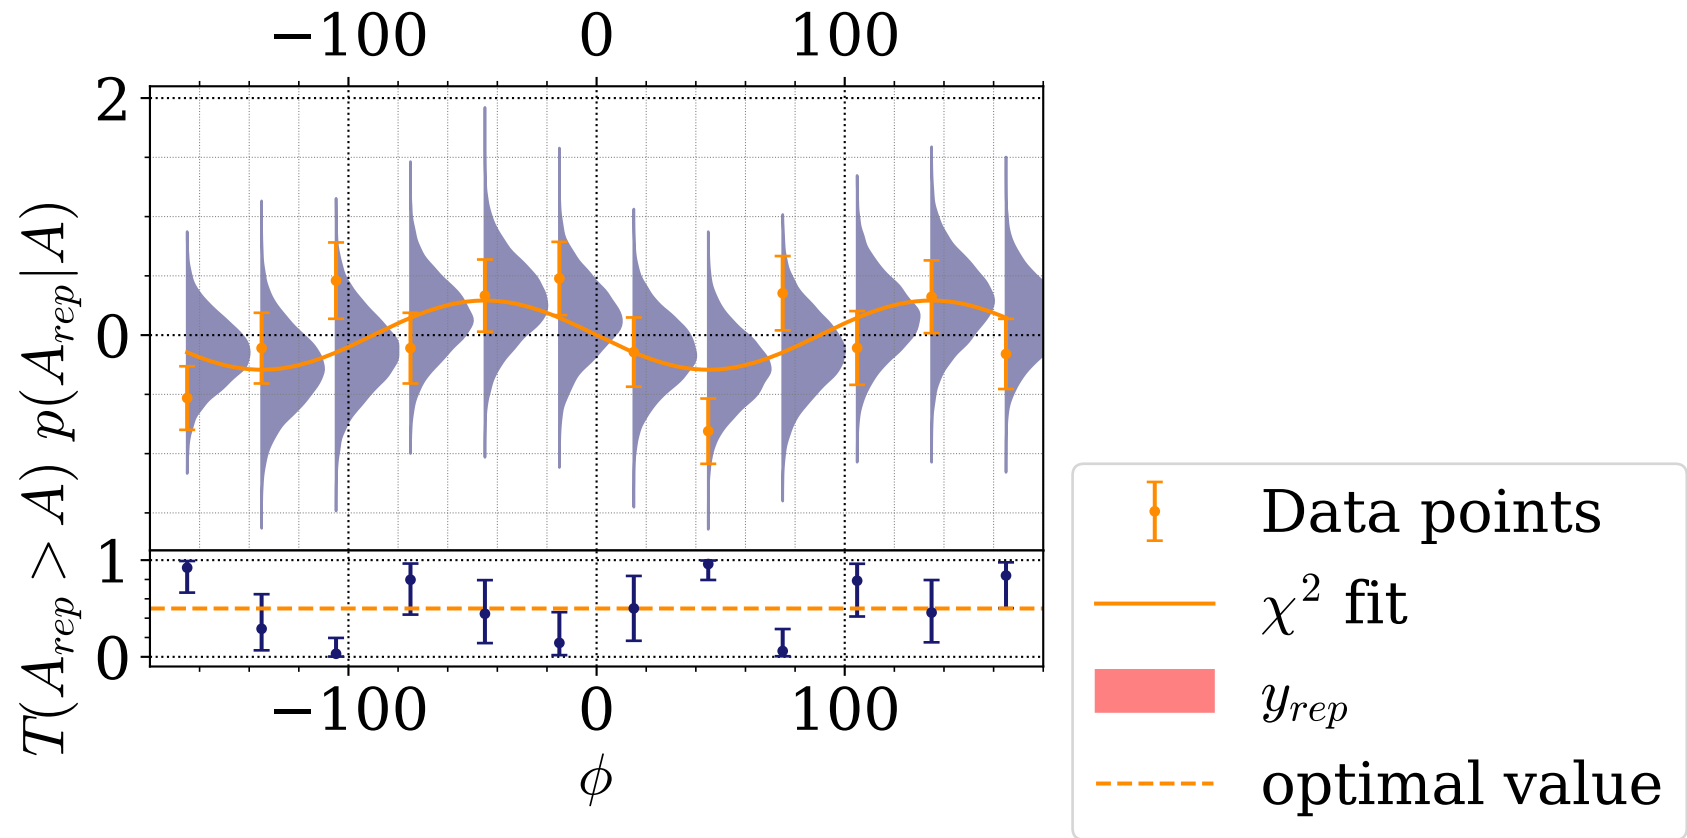 −100 0 100
2
0
p(A_rep|A)
1
0
T(A_rep > A)
−100 0 100
ϕ
Data points
χ² fit
y_rep
optimal value